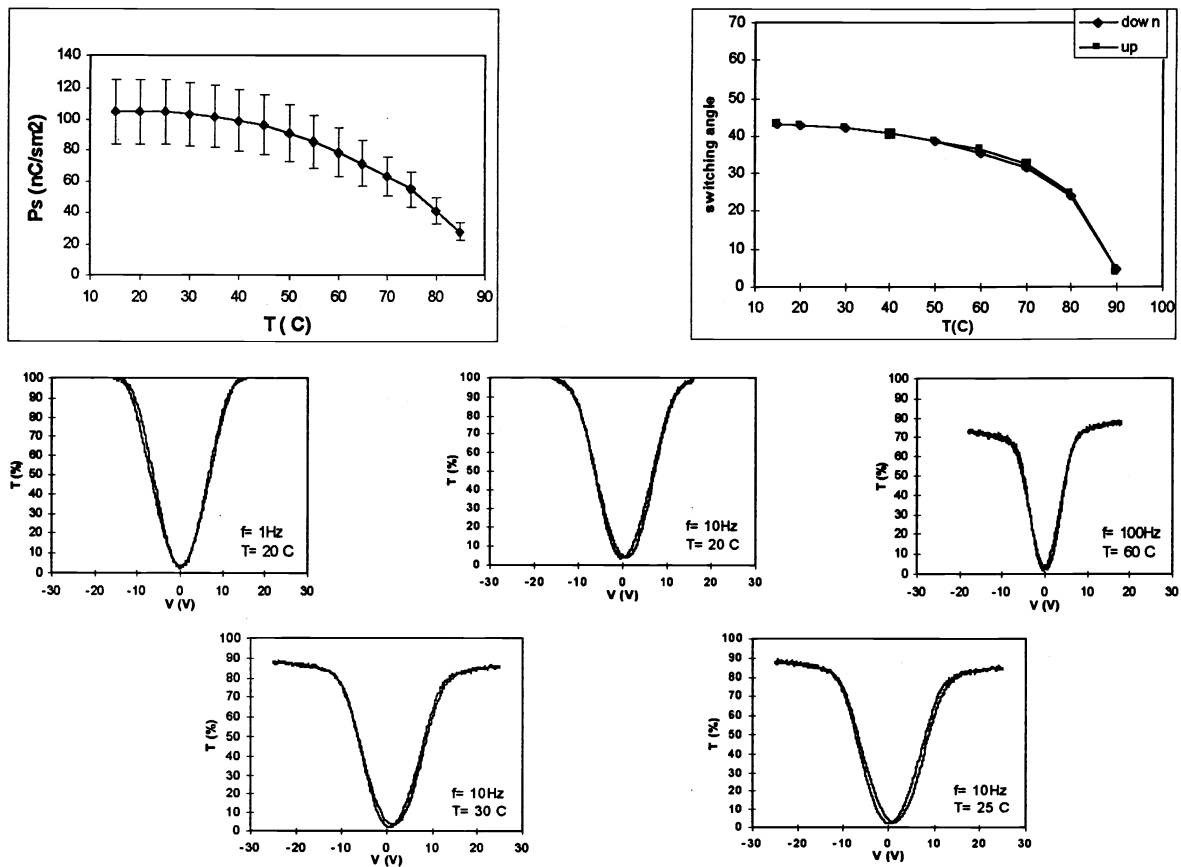 Ps (nC/sm2)
140
120
100
80
60
40
20
0
10 20 30 40 50 60 70 80 90
T( C)
switching angle
70
60
50
40
30
20
10
0
10 20 30 40 50 60 70 80 90 100
T(C)
down
up
T (%)
100
90
80
70
60
50
40
30
20
10
0
f= 1Hz
T= 20 C
-30 -20 -10 0 10 20 30
V (V)
T (%)
100
90
80
70
60
50
40
30
20
10
0
f= 10Hz
T= 20 C
-30 -20 -10 0 10 20 30
V (V)
T (%)
100
90
80
70
60
50
40
30
20
10
0
f= 100Hz
T= 60 C
-30 -20 -10 0 10 20 30
V (V)
T (%)
100
90
80
70
60
50
40
30
20
10
0
f= 10Hz
T= 30 C
-30 -20 -10 0 10 20 30
V (V)
T (%)
100
90
80
70
60
50
40
30
20
10
0
f= 10Hz
T= 25 C
-30 -20 -10 0 10 20 30
V (V)